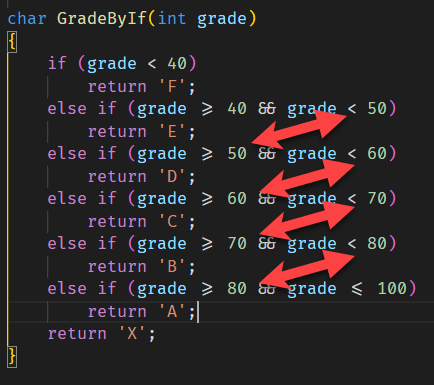 char GradeByIf(int grade)
{
    if (grade < 40)
        return 'F';
    else if (grade >= 40 && grade < 50)
        return 'E';
    else if (grade >= 50 && grade < 60)
        return 'D';
    else if (grade >= 60 && grade < 70)
        return 'C';
    else if (grade >= 70 && grade < 80)
        return 'B';
    else if (grade >= 80 && grade <= 100)
        return 'A';
    return 'X';
}